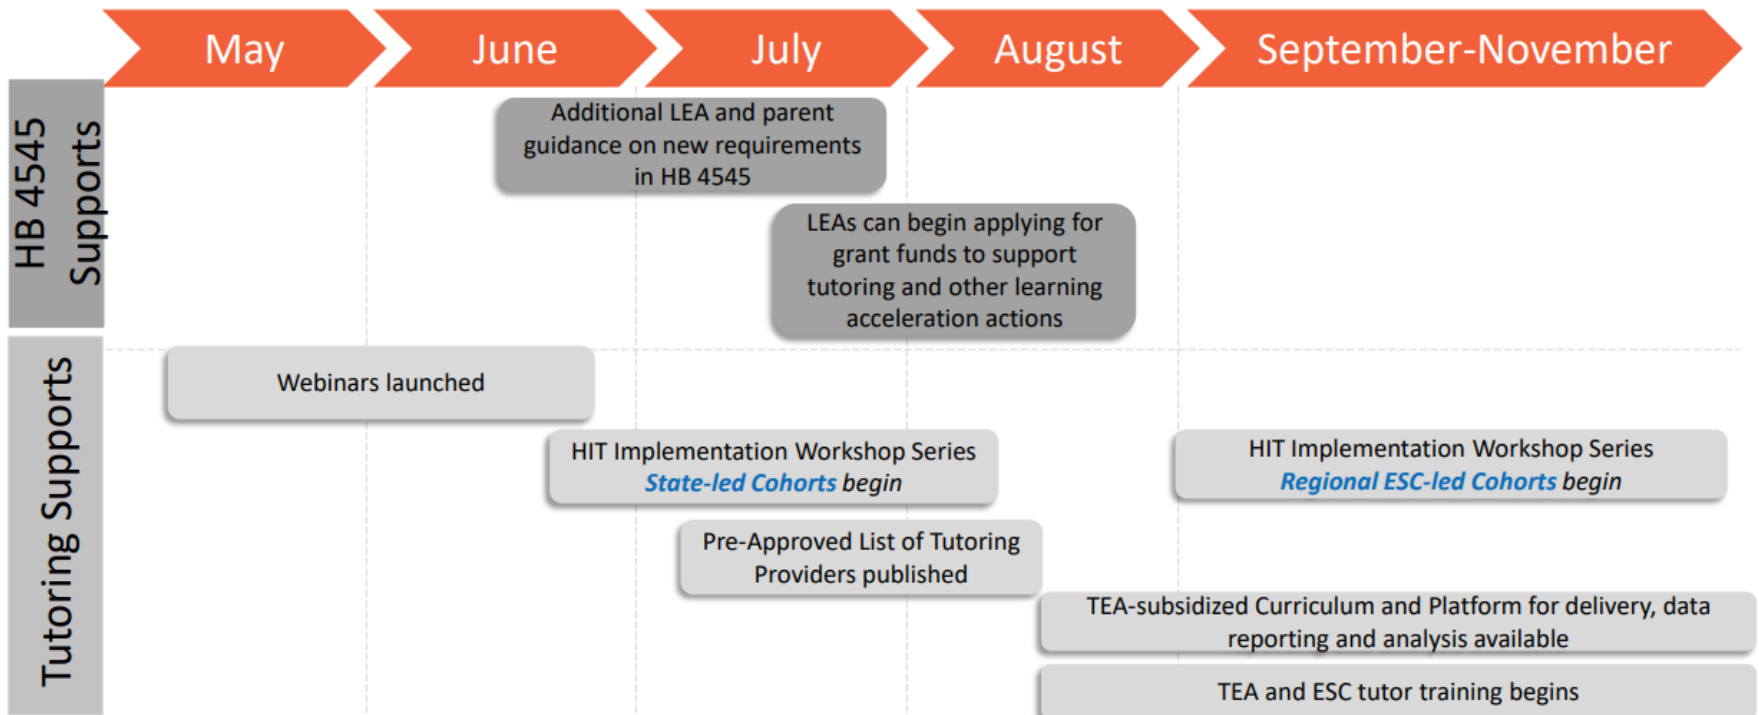 May
June
July
August
September-November
HB 4545
Supports
Additional LEA and parent
guidance on new requirements
in HB 4545
LEAs can begin applying for
grant funds to support
tutoring and other learning
acceleration actions
Tutoring Supports
Webinars launched
HIT Implementation Workshop Series
State-led Cohorts begin
HIT Implementation Workshop Series
Regional ESC-led Cohorts begin
Pre-Approved List of Tutoring
Providers published
TEA-subsidized Curriculum and Platform for delivery, data
reporting and analysis available
TEA and ESC tutor training begins